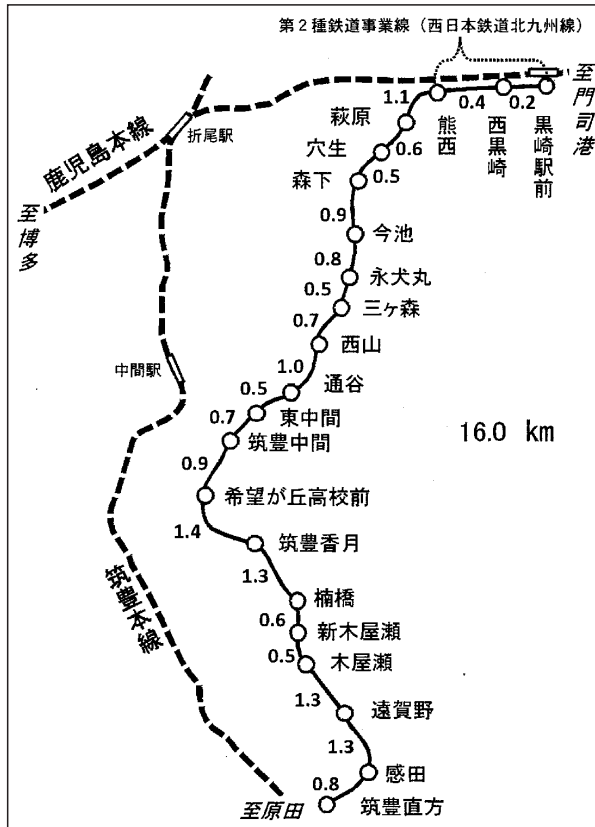 第2種鉄道事業線（西日本鉄道北九州線）
至門司港
折尾駅
鹿児島本線
至博多
0.2
0.4
1.1
黒崎駅前
西黒崎
熊西
萩原
0.6
穴生
0.5
森下
0.9
今池
0.8
永犬丸
0.5
三ヶ森
0.7
西山
1.0
中間駅
通谷
0.5
東中間
0.7
筑豊中間
16.0 km
0.9
希望が丘高校前
1.4
筑豊香月
1.3
筑豊本線
楠橋
0.6
新木屋瀬
0.5
木屋瀬
1.3
遠賀野
1.3
感田
0.8
筑豊直方
至原田